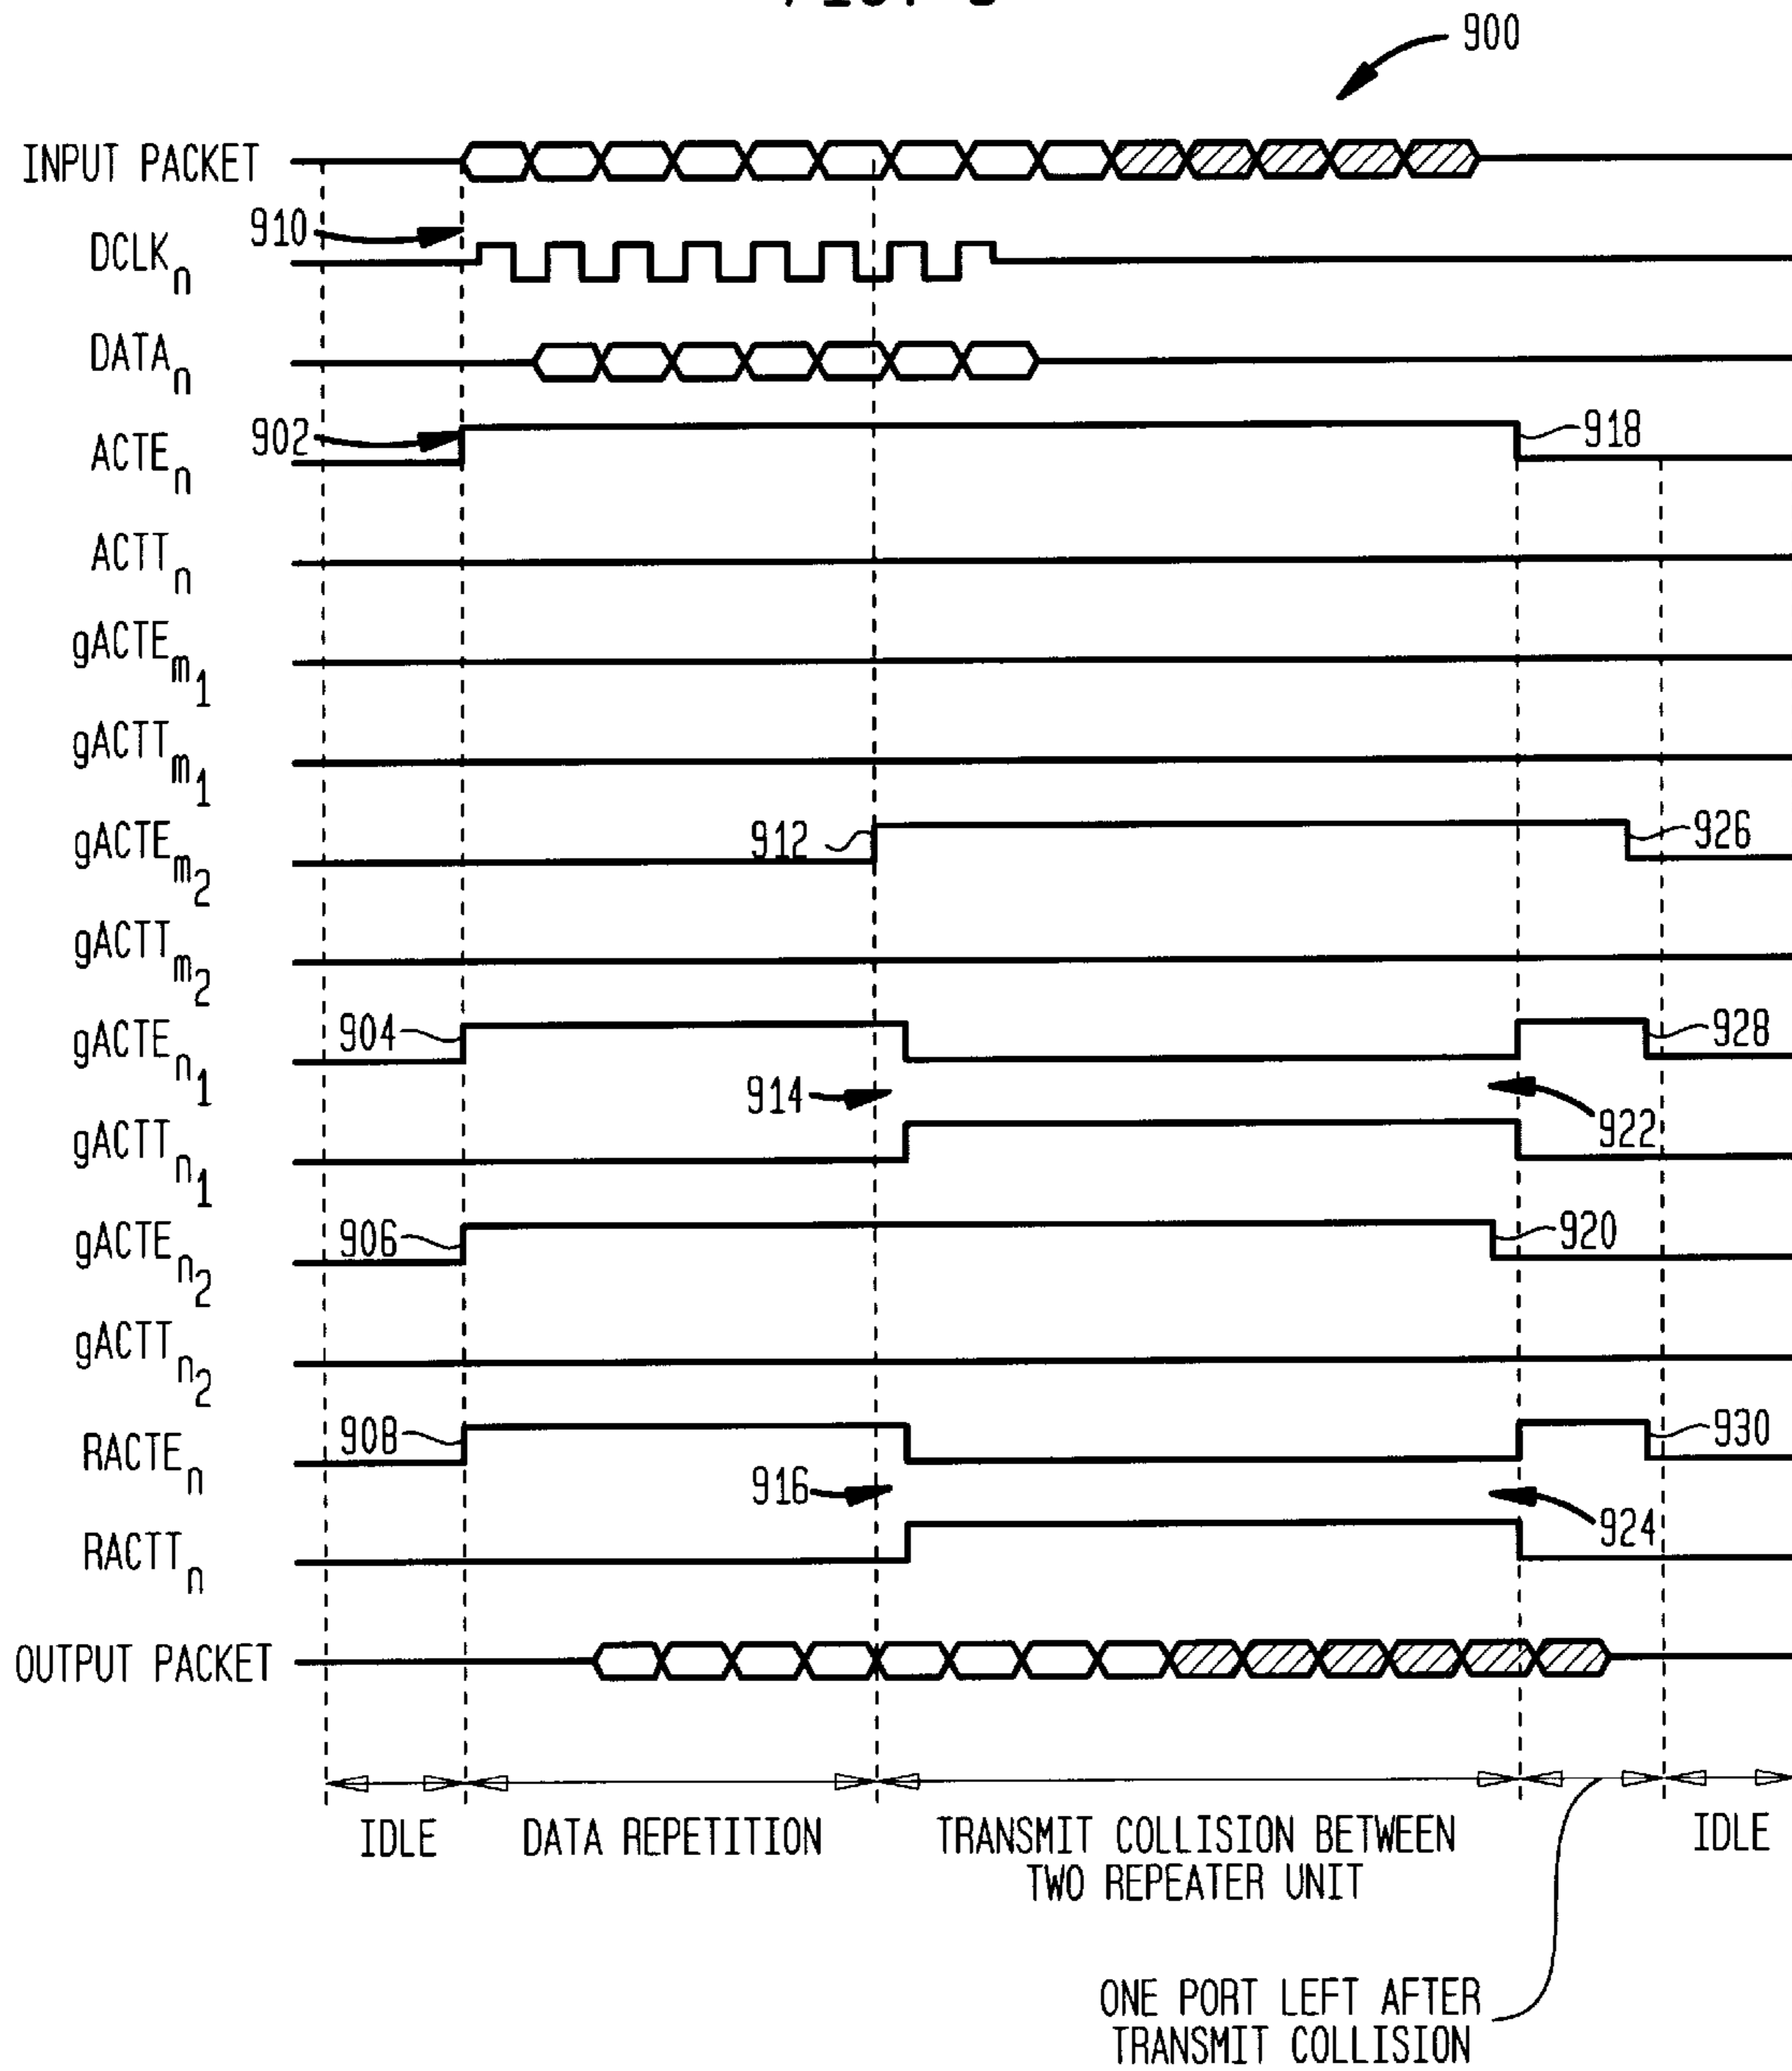 900
INPUT PACKET
910
DCLKn
DATAn
902
ACTEn
918
ACTTn
gACTEm1
gACTTm1
gACTEm2
912
926
gACTTm2
gACTEn1
904
928
914
922
gACTTn1
gACTEn2
906
920
gACTTn2
RACTEn
908
930
916
924
RACTTn
OUTPUT PACKET
IDLE
DATA REPETITION
TRANSMIT COLLISION BETWEEN
TWO REPEATER UNIT
IDLE
ONE PORT LEFT AFTER
TRANSMIT COLLISION